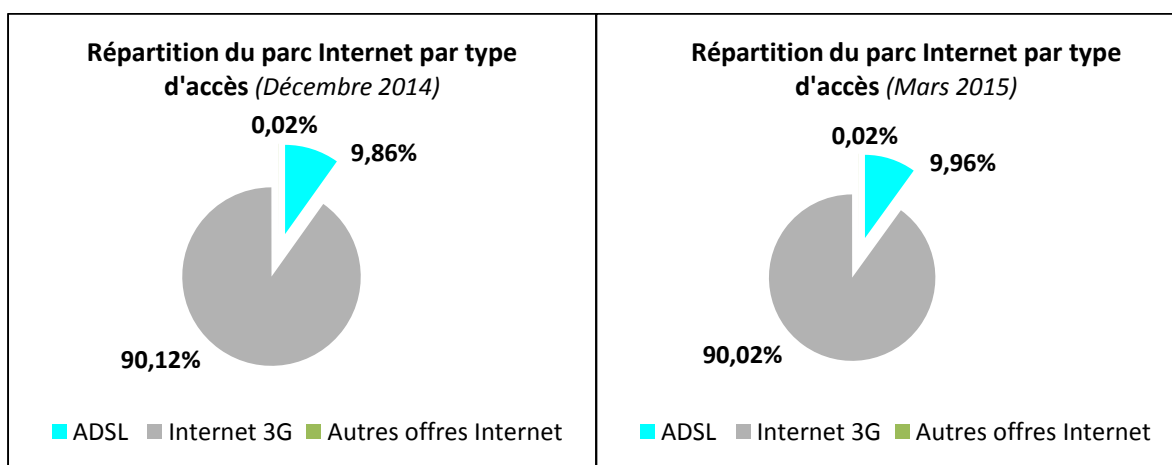 Répartition du parc Internet par type
d'accès (Décembre 2014)
0,02%
9,86%
90,12%
ADSL Internet 3G Autres offres Internet
Répartition du parc Internet par type
d'accès (Mars 2015)
0,02%
9,96%
90,02%
ADSL Internet 3G Autres offres Internet